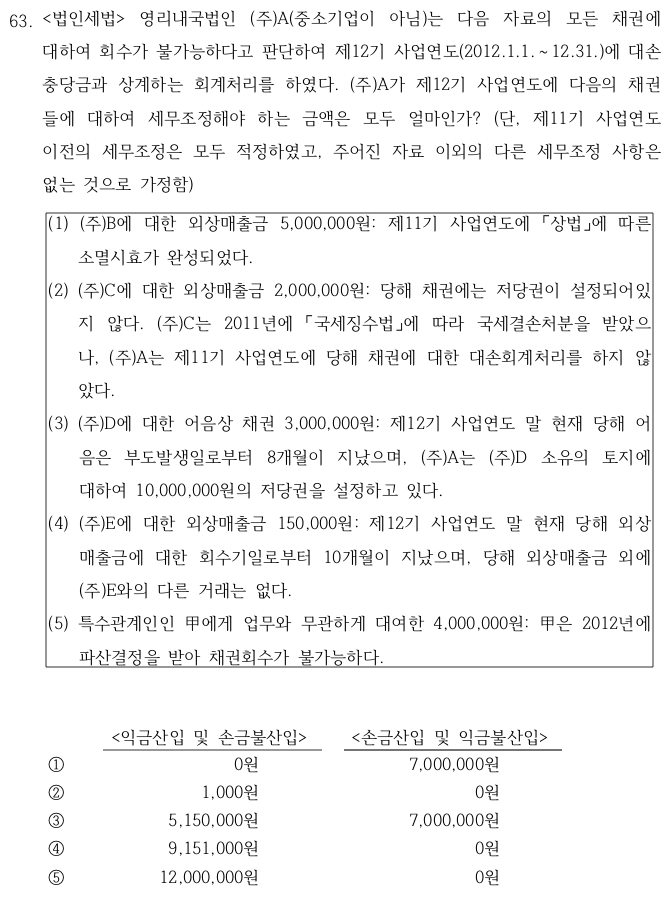 63. <법인세법> 영리내국법인 (주)A(중소기업이 아님)는 다음 자료의 모든 채권에
대하여 회수가 불가능하다고 판단하여 제12기 사업연도(2012.1.1.~12.31.)에 대손
충당금과 상계하는 회계처리를 하였다. (주)A가 제12기 사업연도에 다음의 채권
들에 대하여 세무조정해야 하는 금액은 모두 얼마인가? (단, 제11기 사업연도
이전의 세무조정은 모두 적정하였고, 주어진 자료 이외의 다른 세무조정 사항은
없는 것으로 가정함)
(1) (주)B에 대한 외상매출금 5,000,000원: 제11기 사업연도에 「상법」에 따른
소멸시효가 완성되었다.
(2) (주)C에 대한 외상매출금 2,000,000원: 당해 채권에는 저당권이 설정되어있
지 않다. (주)C는 2011년에 「국세징수법」에 따라 국세결손처분을 받았으
나, (주)A는 제11기 사업연도에 당해 채권에 대한 대손회계처리를 하지 않
았다.
(3) (주)D에 대한 어음상 채권 3,000,000원: 제12기 사업연도 말 현재 당해 어
음은 부도발생일로부터 8개월이 지났으며, (주)A는 (주)D 소유의 토지에
대하여 10,000,000원의 저당권을 설정하고 있다.
(4) (주)E에 대한 외상매출금 150,000원: 제12기 사업연도 말 현재 당해 외상
매출금에 대한 회수기일로부터 10개월이 지났으며, 당해 외상매출금 외에
(주)E와의 다른 거래는 없다.
(5) 특수관계인인 甲에게 업무와 무관하게 대여한 4,000,000원: 甲은 2012년에
파산결정을 받아 채권회수가 불가능하다.
<익금산입 및 손금불산입> <손금산입 및 익금불산입>
① 0원 7,000,000원
② 1,000원 0원
③ 5,150,000원 7,000,000원
④ 9,151,000원 0원
⑤ 12,000,000원 0원